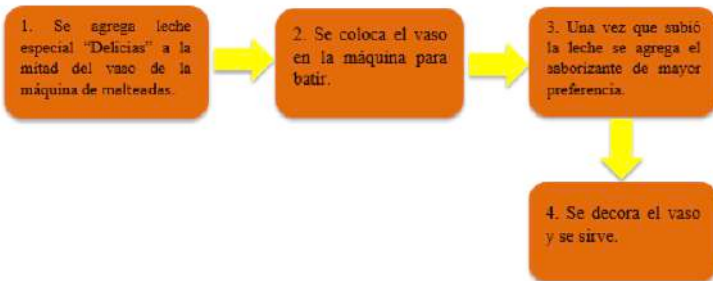 1. Se agrega leche
especial “Delicias” a la
mitad del vaso de la
máquina de malteadas.
2. Se coloca el vaso
en la máquina para
batir.
3. Una vez que subió
la leche se agrega el
saborizante de mayor
preferencia.
4. Se decora el vaso
y se sirve.